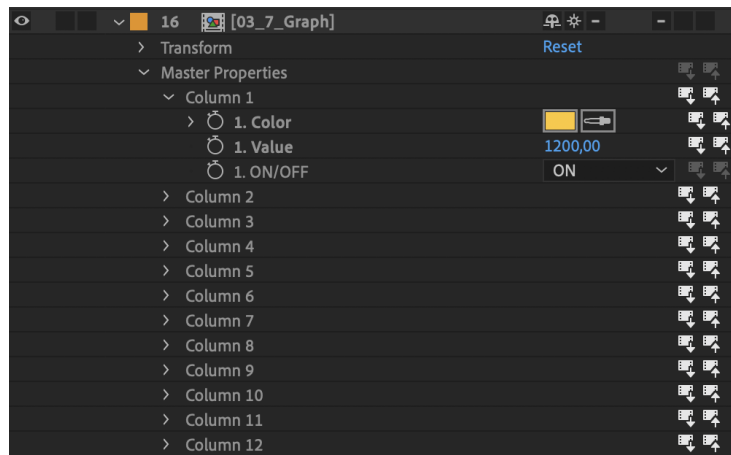 16 [03_7_Graph]
Transform Reset
Master Properties
Column 1
1. Color
1. Value 1200,00
1. ON/OFF ON
Column 2
Column 3
Column 4
Column 5
Column 6
Column 7
Column 8
Column 9
Column 10
Column 11
Column 12